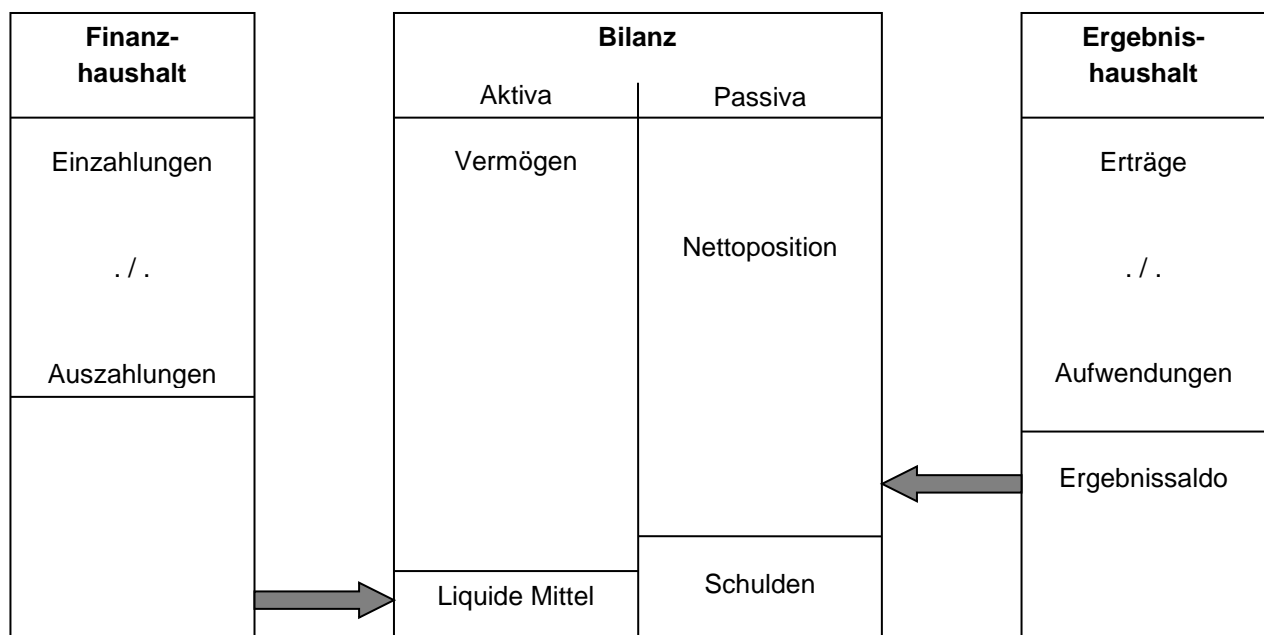 Finanz-
haushalt
Einzahlungen
. / .
Auszahlungen
Bilanz
Aktiva
Passiva
Vermögen
Nettoposition
Liquide Mittel
Schulden
Ergebnis-
haushalt
Erträge
. / .
Aufwendungen
Ergebnissaldo